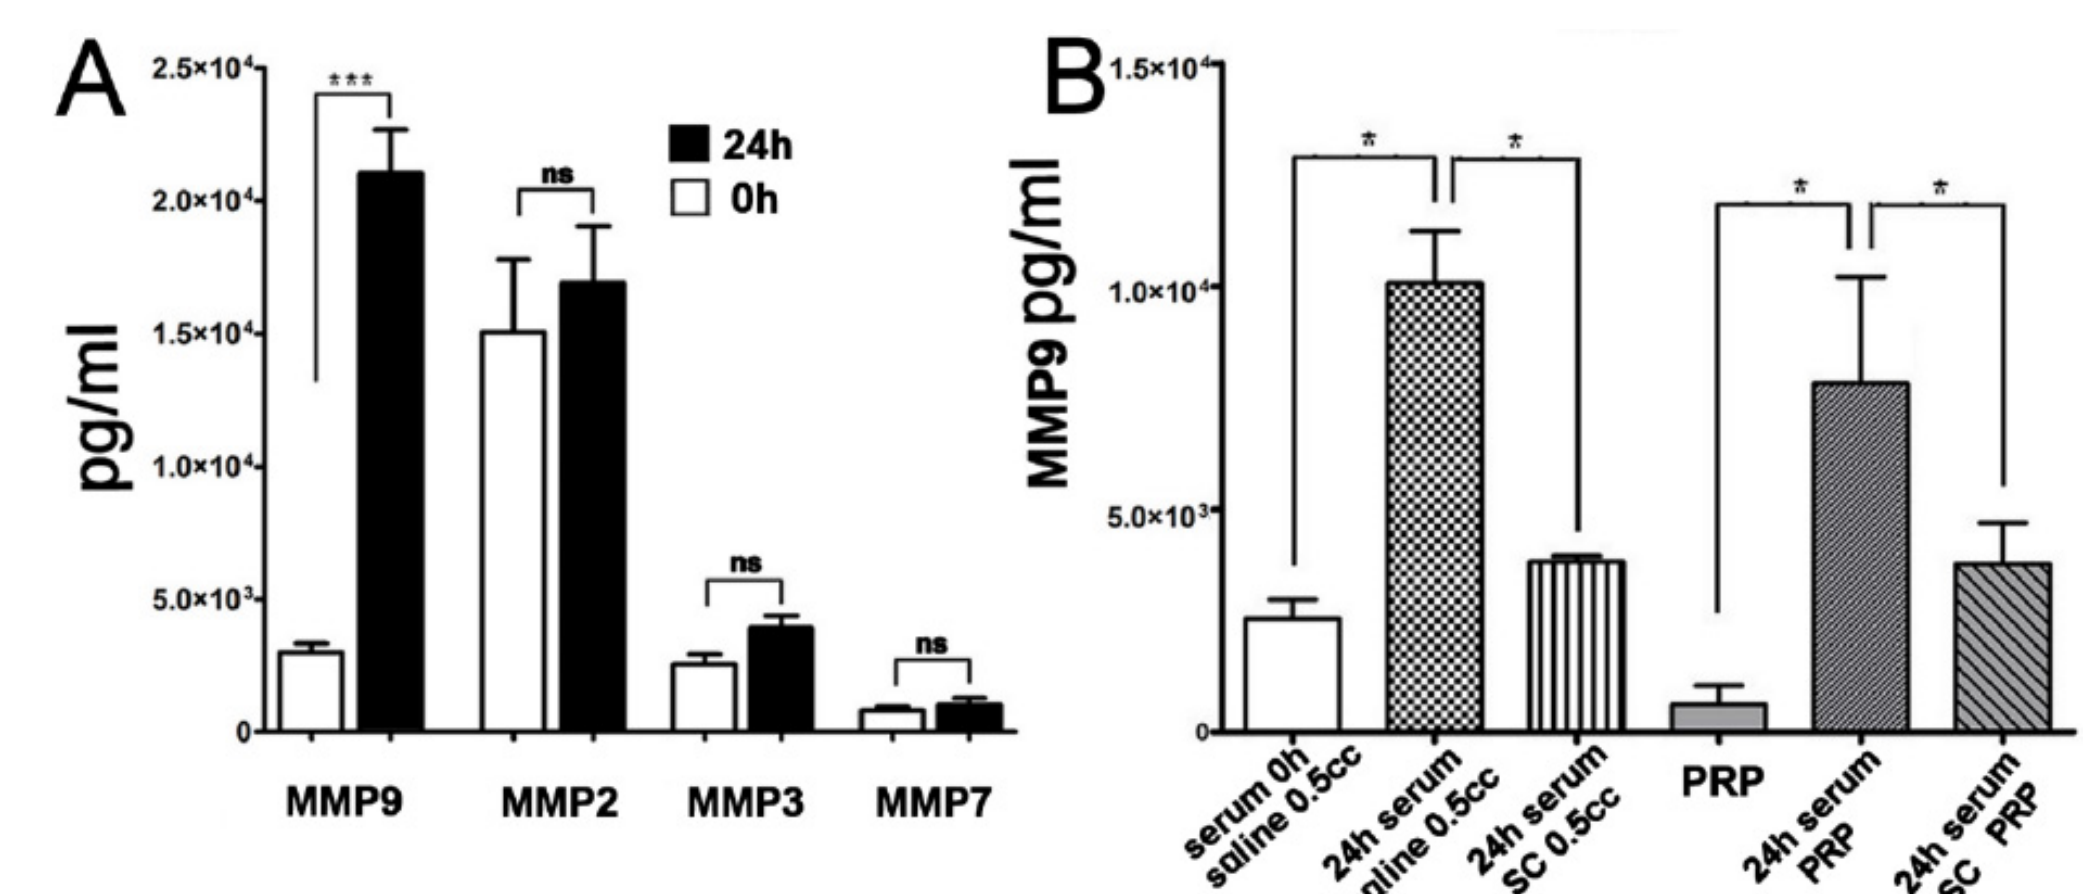 A
2.5×10⁴
2.0×10⁴
1.5×10⁴
1.0×10⁴
5.0×10³
0
pg/ml
***
ns
ns
ns
24h
0h
MMP9
MMP2
MMP3
MMP7
B
1.5×10⁴
1.0×10⁴
5.0×10³
0
MMP9 pg/ml
*
*
*
*
serum 0h
saline 0.5cc
24h serum
aline 0.5cc
24h serum
SC 0.5cc
PRP
24h serum
PRP
24h serum
SC PRP